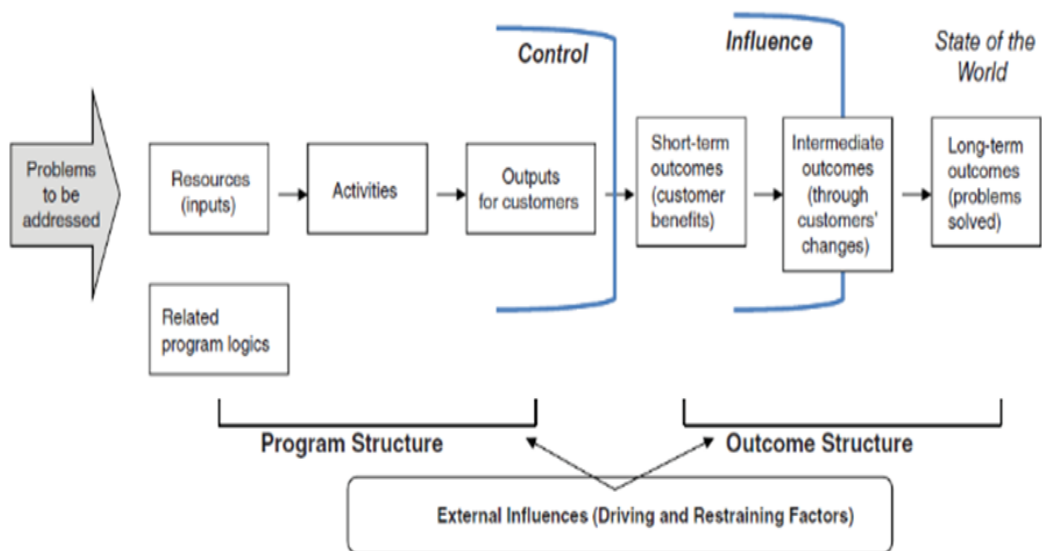 Control
Influence
State of the
World
Problems
to be
addressed
Resources
(inputs)
Activities
Outputs
for customers
Short-term
outcomes
(customer
benefits)
Intermediate
outcomes
(through
customers'
changes)
Long-term
outcomes
(problems
solved)
Related
program logics
Program Structure
Outcome Structure
External Influences (Driving and Restraining Factors)